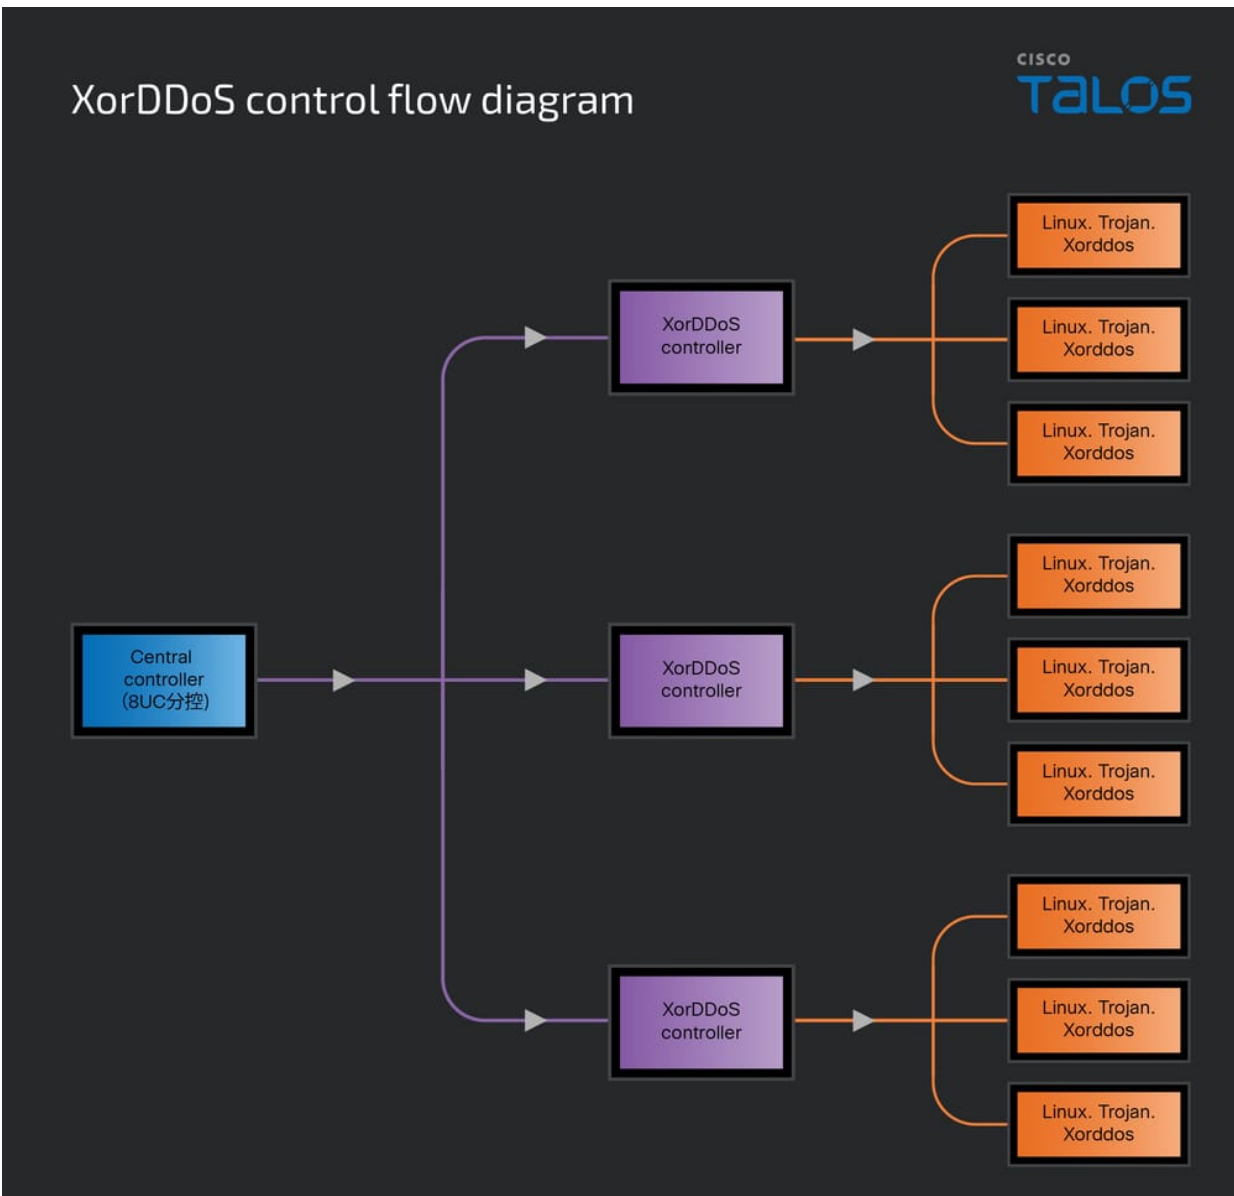 CISCO
TALOS
XorDDoS control flow diagram
Linux. Trojan.
Xorddos
XorDDoS
controller
Linux. Trojan.
Xorddos
Linux. Trojan.
Xorddos
Linux. Trojan.
Xorddos
Central
controller
(8UC分控)
XorDDoS
controller
Linux. Trojan.
Xorddos
Linux. Trojan.
Xorddos
Linux. Trojan.
Xorddos
XorDDoS
controller
Linux. Trojan.
Xorddos
Linux. Trojan.
Xorddos